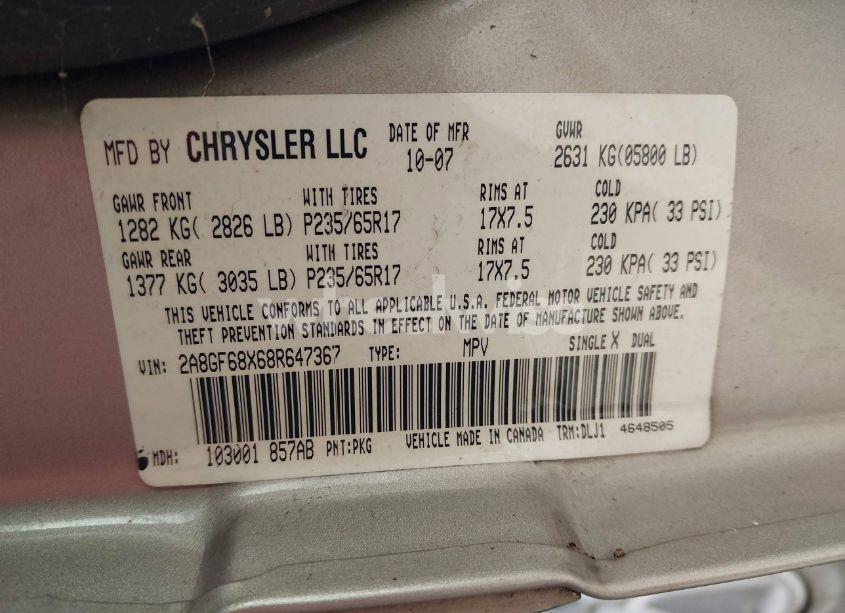 MFD BY CHRYSLER LLC DATE OF MFR 10-07 GVWR 2631 KG(05800 LB)
GAWR FRONT WITH TIRES RIMS AT COLD
1282 KG( 2826 LB) P235/65R17 17X7.5 230 KPA( 33 PSI)
GAWR REAR WITH TIRES RIMS AT COLD
1377 KG( 3035 LB) P235/65R17 17X7.5 230 KPA( 33 PSI)
THIS VEHICLE CONFORMS TO ALL APPLICABLE U.S.A. FEDERAL MOTOR VEHICLE SAFETY AND
THEFT PREVENTION STANDARDS IN EFFECT ON THE DATE OF MANUFACTURE SHOWN ABOVE.
VIN: 2A8GF68X68R647367 TYPE: MPV SINGLE X DUAL
MDH: 103001 857AB PNT:PKG VEHICLE MADE IN CANADA TRM:DLJ1 4648505